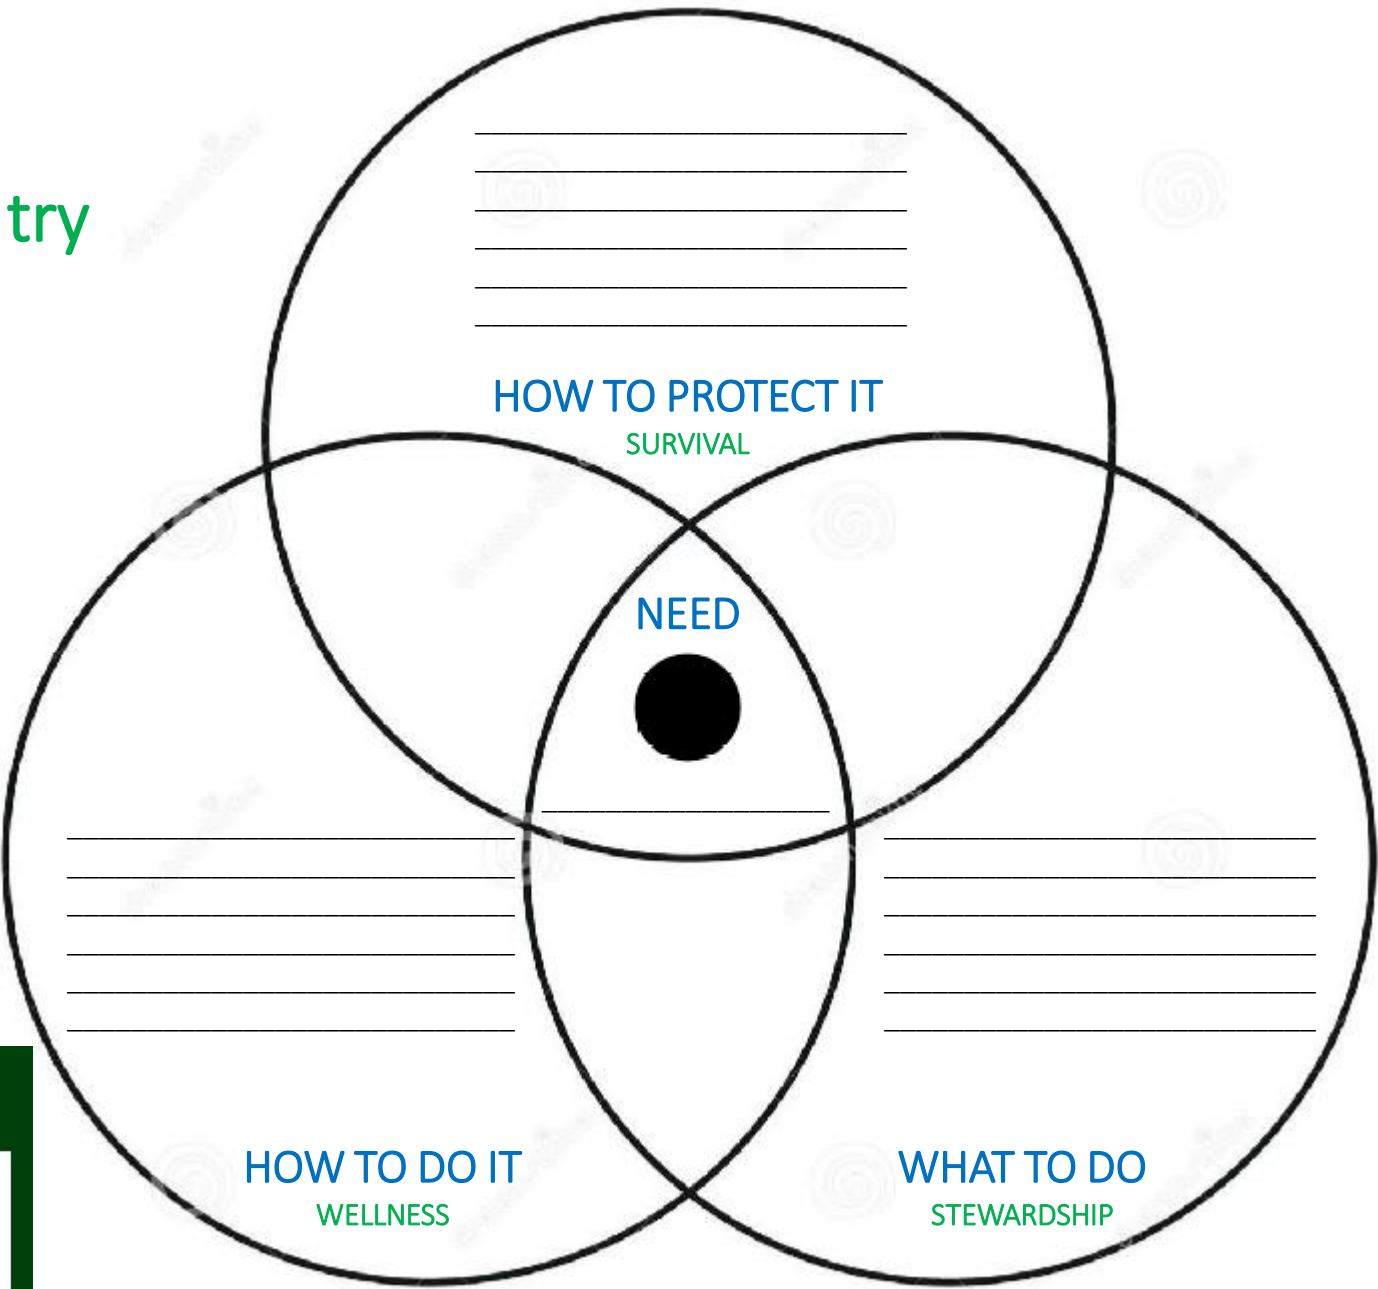 try
HOW TO PROTECT IT
SURVIVAL
NEED
HOW TO DO IT
WELLNESS
WHAT TO DO
STEWARDSHIP